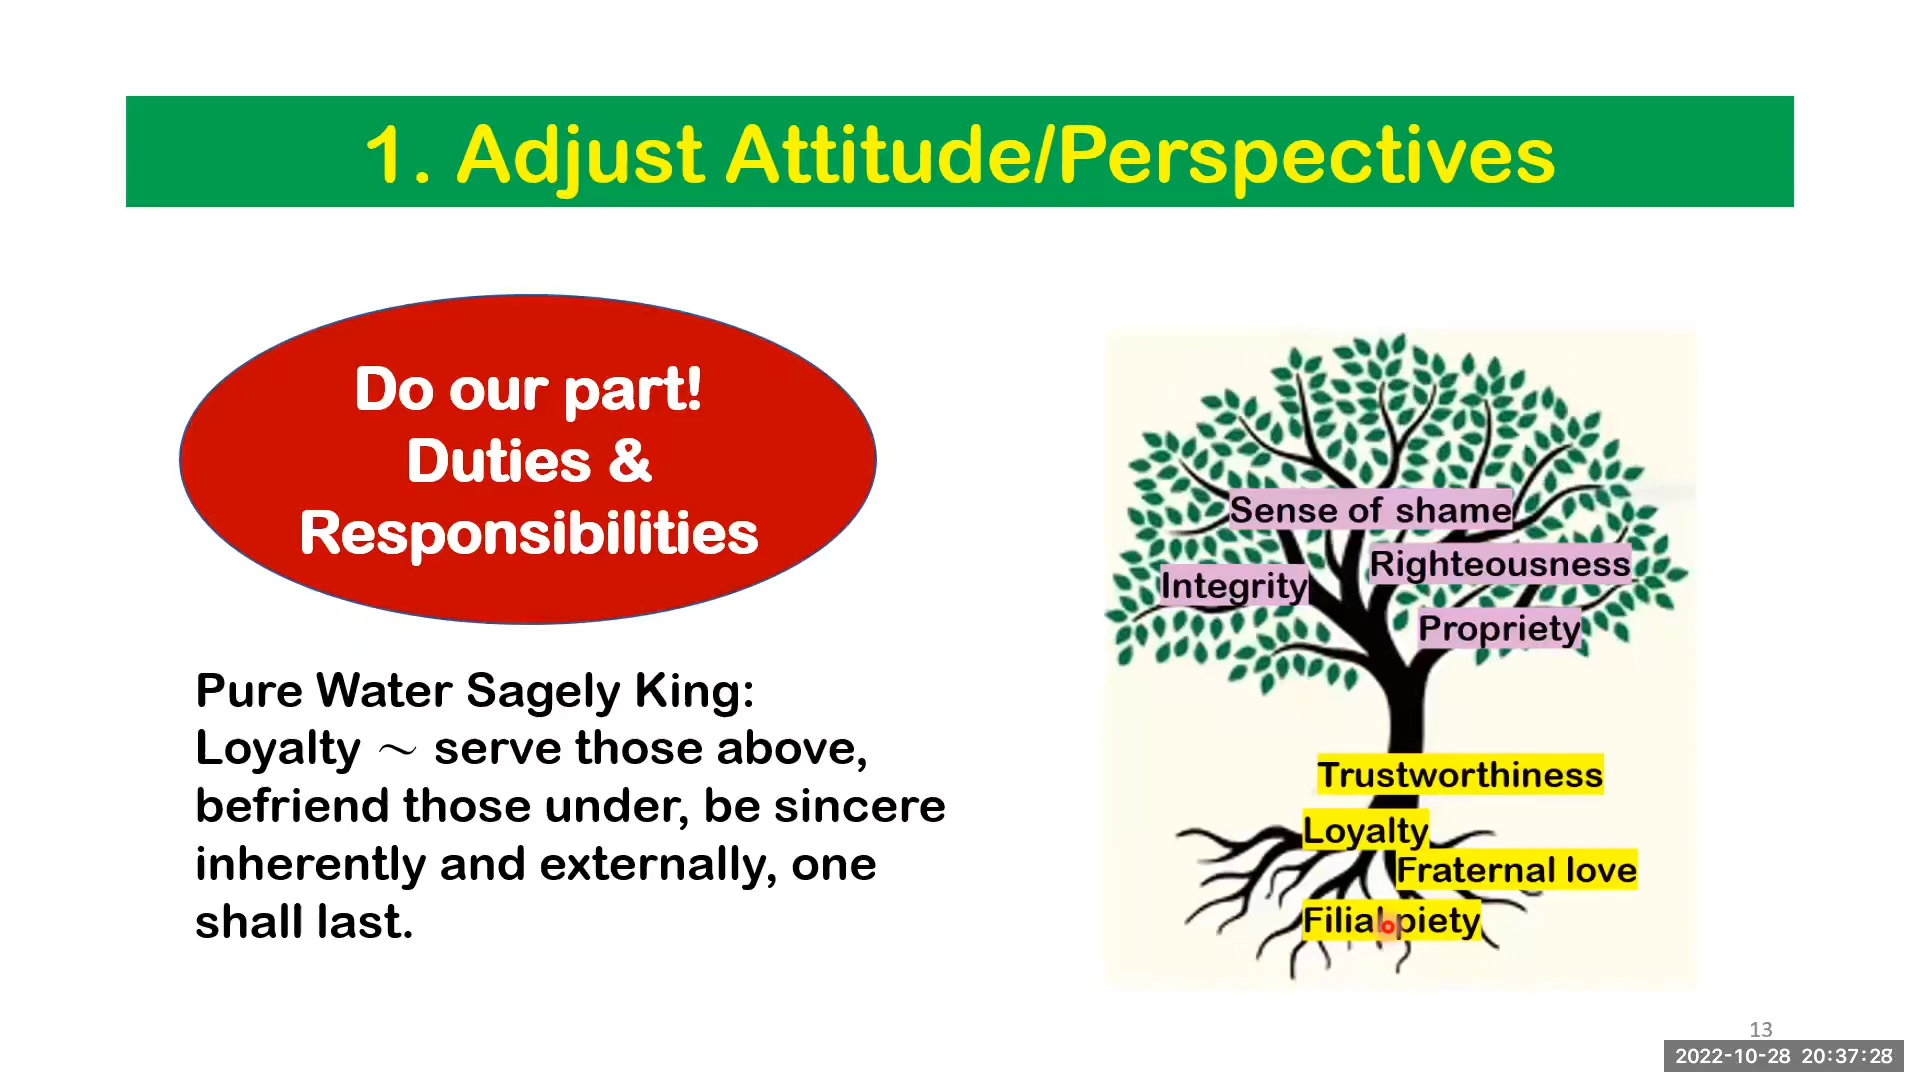 1. Adjust Attitude/Perspectives
Do our part!
Duties &
Responsibilities
Pure Water Sagely King:
Loyalty ~ serve those above,
befriend those under, be sincere
inherently and externally, one
shall last.
Sense of shame
Righteousness
Integrity
Propriety
Trustworthiness
Loyalty
Fraternal love
Filial piety
13
2022-10-28 20:37:28